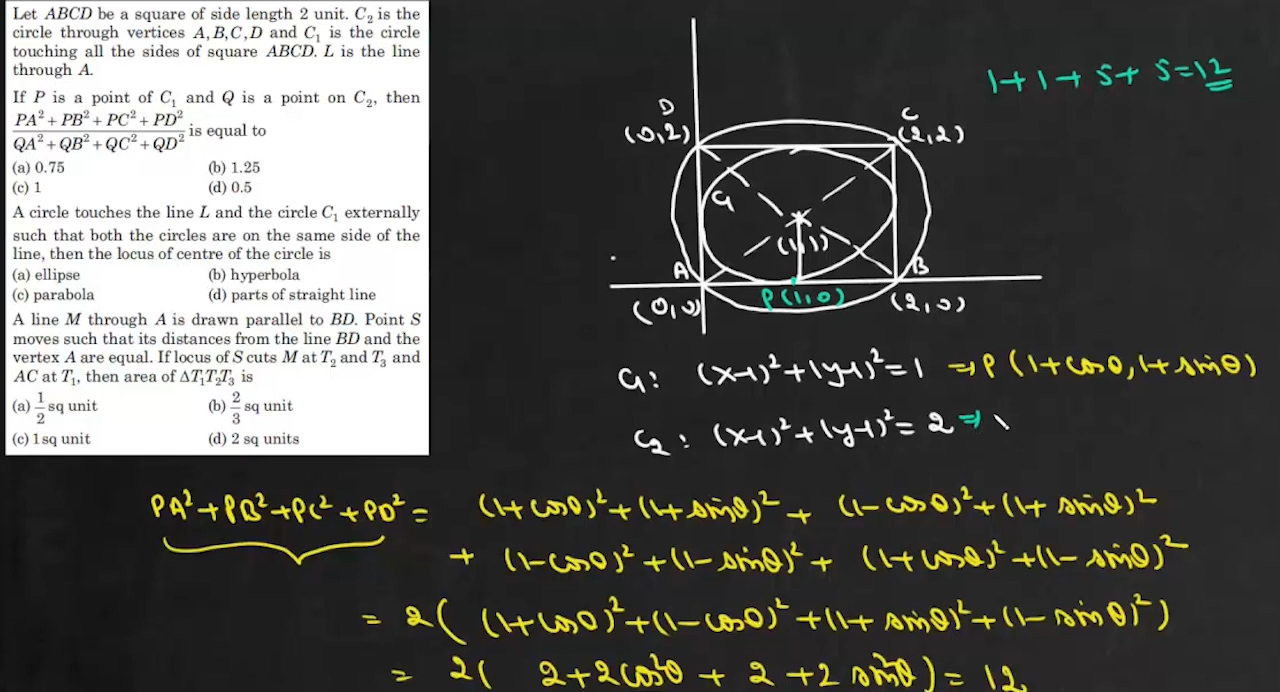 Let ABCD be a square of side length 2 unit. C₂ is the
circle through vertices A, B, C, D and C₁ is the circle
touching all the sides of square ABCD. L is the line
through A.
If P is a point of C₁ and Q is a point on C₂, then
PA² + PB² + PC² + PD²
QA² + QB² + QC² + QD² is equal to
(a) 0.75 (b) 1.25
(c) 1 (d) 0.5
A circle touches the line L and the circle C₁ externally
such that both the circles are on the same side of the
line, then the locus of centre of the circle is
(a) ellipse (b) hyperbola
(c) parabola (d) parts of straight line
A line M through A is drawn parallel to BD. Point S
moves such that its distances from the line BD and the
vertex A are equal. If locus of S cuts M at T₂ and T₃ and
AC at T₁, then area of ΔT₁T₂T₃ is
(a) 1/2 sq unit (b) 2/3 sq unit
(c) 1 sq unit (d) 2 sq units
1+1+5+5=12
D
(0,2)
C
(2,2)
C₁
(1,1)
A
B
(0,0)
P(1,0)
(2,0)
C₁: (x-1)²+(y-1)²=1 ⇒ P(1+cosθ, 1+sinθ)
C₂: (x-1)²+(y-1)²=2 ⇒
PA²+PB²+PC²+PD² = (1+cosθ)²+(1+sinθ)²+(1-cosθ)²+(1+sinθ)²
+ (1-cosθ)²+(1-sinθ)²+(1+cosθ)²+(1-sinθ)²
= 2((1+cosθ)²+(1-cosθ)²+(1+sinθ)²+(1-sinθ)²)
= 2(2+2cos²θ+2+2sin²θ)=12